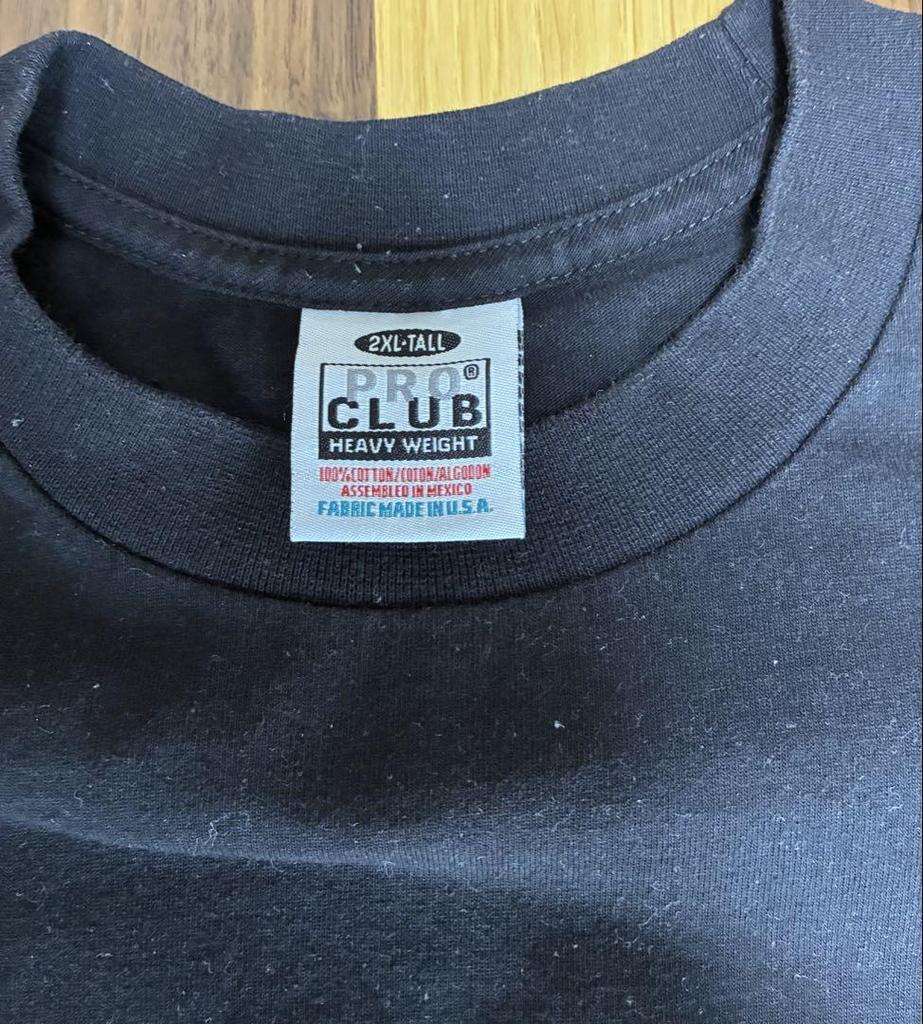 2XL•TALL
PRO®
CLUB
HEAVY WEIGHT
100%COTTON/COTON/ALGODON
ASSEMBLED IN MEXICO
FABRIC MADE IN U.S.A.